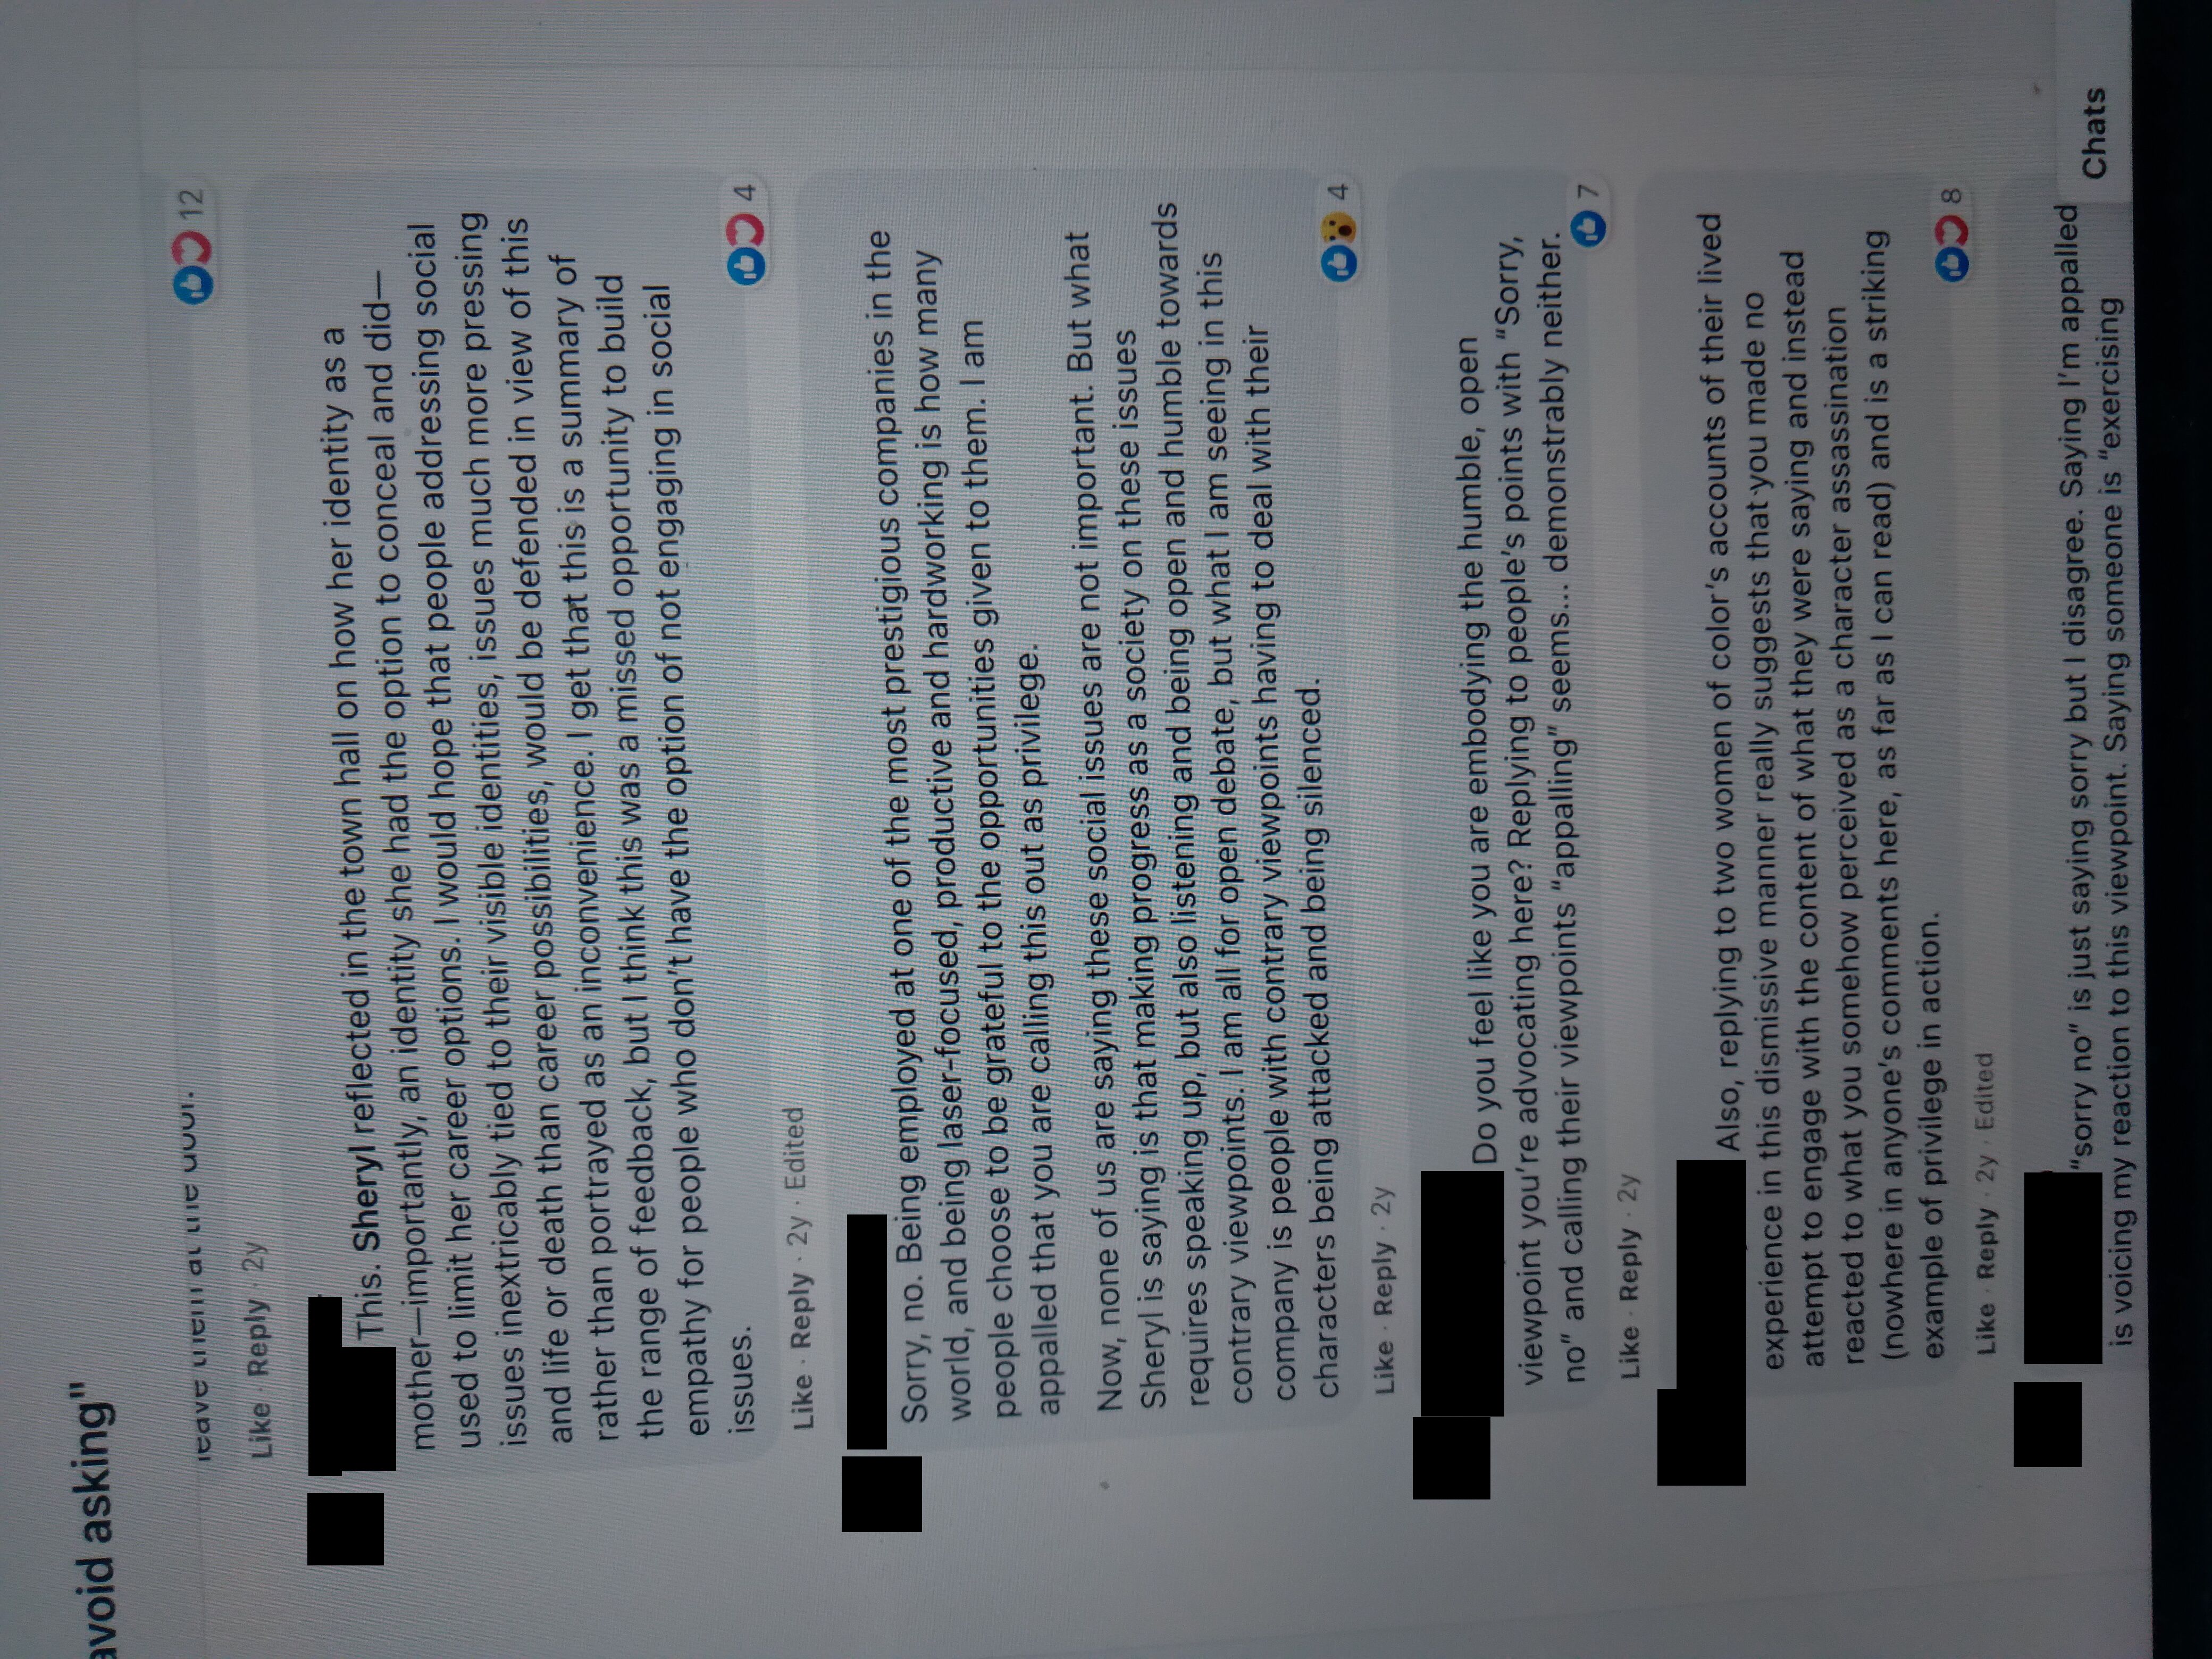 avoid asking"
leave them at the door.
12
Like · Reply · 2y
This. Sheryl reflected in the town hall on how her identity as a
mother—importantly, an identity she had the option to conceal and did—
used to limit her career options. I would hope that people addressing social
issues inextricably tied to their visible identities, issues much more pressing
and life or death than career possibilities, would be defended in view of this
rather than portrayed as an inconvenience. I get that this is a summary of
the range of feedback, but I think this was a missed opportunity to build
empathy for people who don't have the option of not engaging in social
issues.
4
Like · Reply · 2y · Edited
Sorry, no. Being employed at one of the most prestigious companies in the
world, and being laser-focused, productive and hardworking is how many
people choose to be grateful to the opportunities given to them. I am
appalled that you are calling this out as privilege.
Now, none of us are saying these social issues are not important. But what
Sheryl is saying is that making progress as a society on these issues
requires speaking up, but also listening and being open and humble towards
contrary viewpoints. I am all for open debate, but what I am seeing in this
company is people with contrary viewpoints having to deal with their
characters being attacked and being silenced.
4
Like · Reply · 2y
Do you feel like you are embodying the humble, open
viewpoint you're advocating here? Replying to people's points with "Sorry,
no" and calling their viewpoints "appalling" seems... demonstrably neither.
7
Like · Reply · 2y
Also, replying to two women of color's accounts of their lived
experience in this dismissive manner really suggests that you made no
attempt to engage with the content of what they were saying and instead
reacted to what you somehow perceived as a character assassination
(nowhere in anyone's comments here, as far as I can read) and is a striking
example of privilege in action.
8
Like · Reply · 2y · Edited
"sorry no" is just saying sorry but I disagree. Saying I'm appalled
is voicing my reaction to this viewpoint. Saying someone is "exercising
Chats